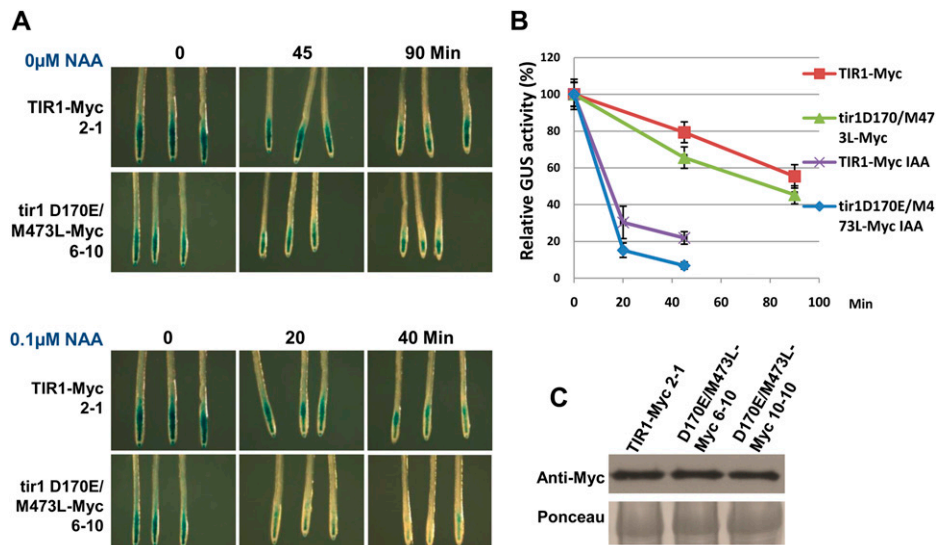 A
0µM NAA
0
45
90 Min
TIR1-Myc
2-1
tir1 D170E/
M473L-Myc
6-10
0.1µM NAA
0
20
40 Min
TIR1-Myc
2-1
tir1 D170E/
M473L-Myc
6-10
B
Relative GUS activity (%)
120
100
80
60
40
20
0
0
20
40
60
80
100
Min
TIR1-Myc
tir1D170/M47
3L-Myc
TIR1-Myc IAA
tir1D170E/M4
73L-Myc IAA
C
TIR1-Myc 2-1
D170E/M473L-
Myc 6-10
D170E/M473L-
Myc 10-10
Anti-Myc
Ponceau